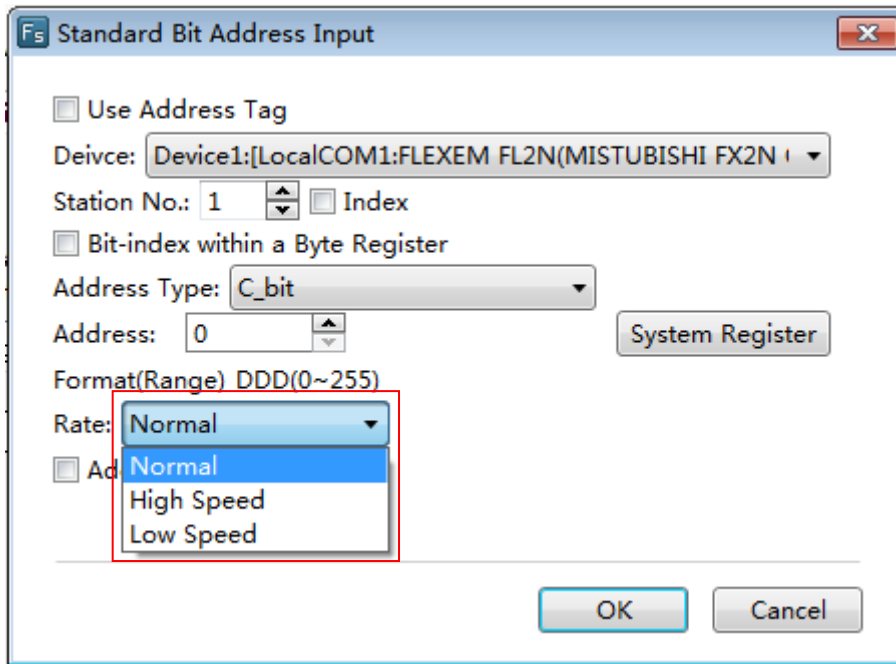 Fs Standard Bit Address Input
Use Address Tag
Deivce: Device1:[LocalCOM1:FLEXEM FL2N(MISTUBISHI FX2N (
Station No.: 1 Index
Bit-index within a Byte Register
Address Type: C_bit
Address: 0 System Register
Format(Range) DDD(0~255)
Rate: Normal
Ad
Normal
High Speed
Low Speed
OK Cancel